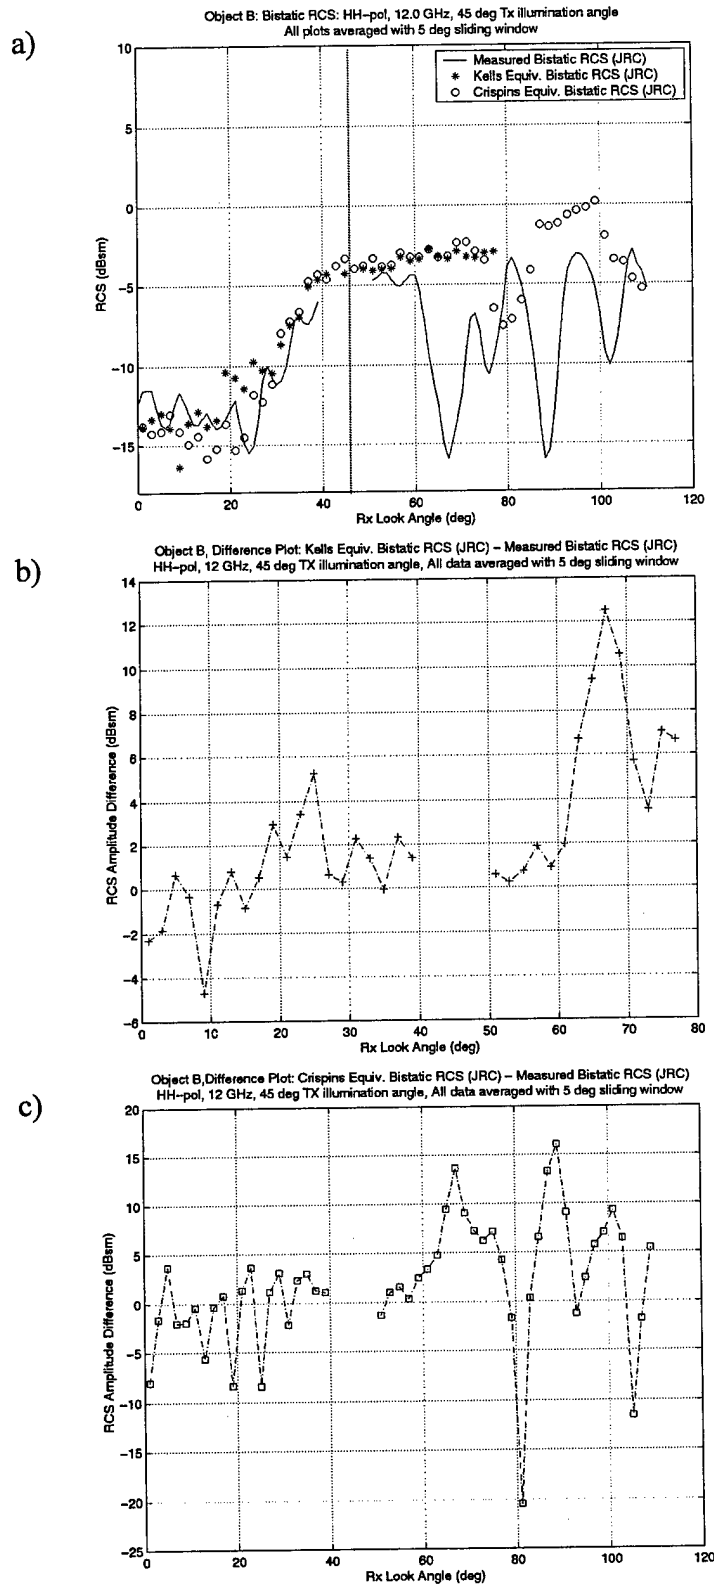 a)
Object B: Bistatic RCS: HH-pol, 12.0 GHz, 45 deg Tx illumination angle
All plots averaged with 5 deg sliding window
10
5
0
-5
-10
-15
RCS (dBsm)
Measured Bistatic RCS (JRC)
Kells Equiv. Bistatic RCS (JRC)
Crispins Equiv. Bistatic RCS (JRC)
0 20 40 60 80 100 120
Rx Look Angle (deg)
b)
Object B, Difference Plot: Kells Equiv. Bistatic RCS (JRC) - Measured Bistatic RCS (JRC)
HH-pol, 12 GHz, 45 deg TX illumination angle, All data averaged with 5 deg sliding window
14
12
10
8
6
4
2
0
-2
-4
-6
RCS Amplitude Difference (dBsm)
0 10 20 30 40 50 60 70 80
Rx Look Angle (deg)
c)
Object B,Difference Plot: Crispins Equiv. Bistatic RCS (JRC) - Measured Bistatic RCS (JRC)
HH-pol, 12 GHz, 45 deg TX illumination angle, All data averaged with 5 deg sliding window
20
15
10
5
0
-5
-10
-15
-20
-25
RCS Amplitude Difference (dBsm)
0 20 40 60 80 100 120
Rx Look Angle (deg)